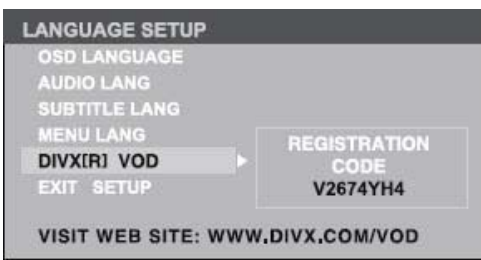 LANGUAGE SETUP
OSD LANGUAGE
AUDIO LANG
SUBTITLE LANG
MENU LANG
DIVX[R] VOD
EXIT SETUP
REGISTRATION
CODE
V2674YH4
VISIT WEB SITE: WWW.DIVX.COM/VOD